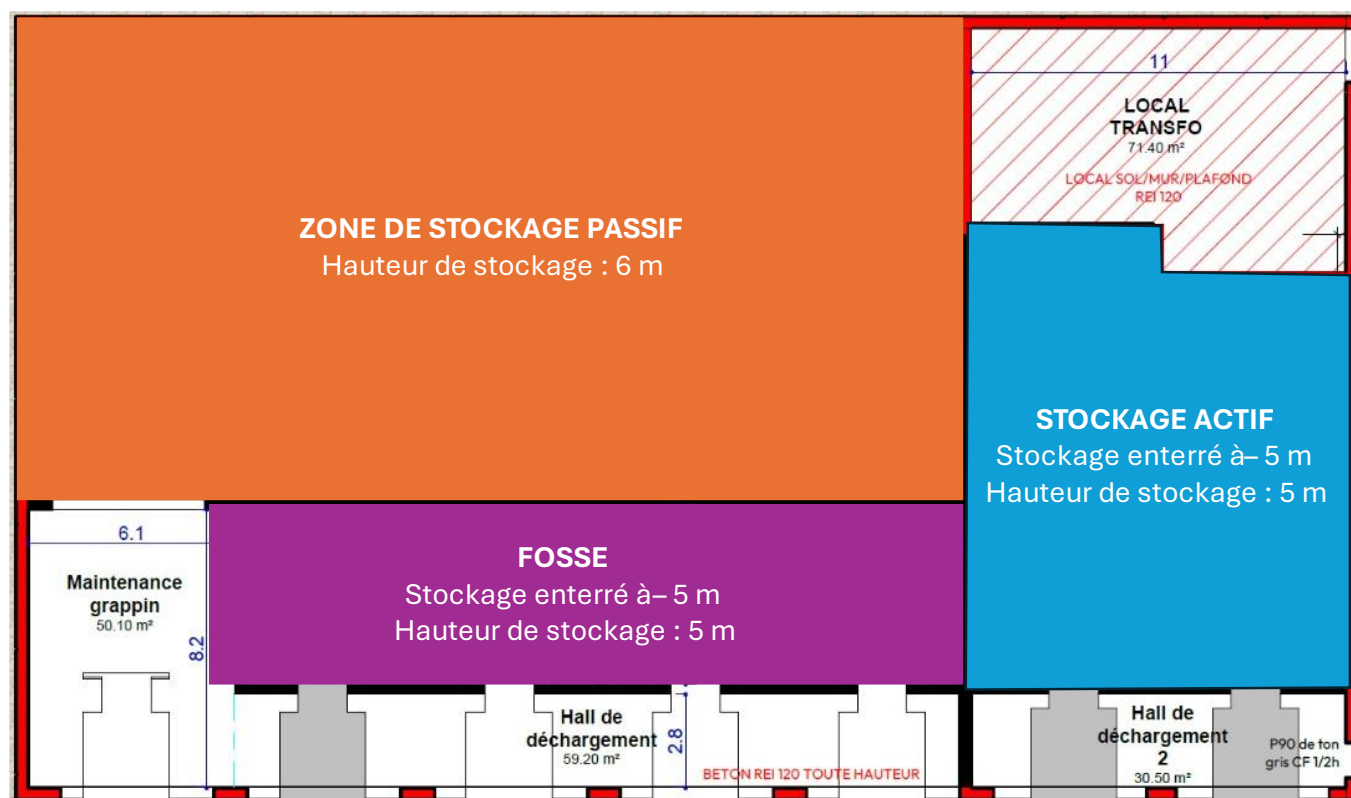 11
LOCAL
TRANSFO
71.40 m²
LOCAL SOL/MUR/PLAFOND
REI 120
ZONE DE STOCKAGE PASSIF
Hauteur de stockage : 6 m
STOCKAGE ACTIF
Stockage enterré à– 5 m
Hauteur de stockage : 5 m
6.1
Maintenance
grappin
50.10 m²
8.2
FOSSE
Stockage enterré à– 5 m
Hauteur de stockage : 5 m
Hall de
déchargement
59.20 m²
2.8
BETON REI 120 TOUTE HAUTEUR
Hall de
déchargement
2
30.50 m²
P90 de ton
gris CF 1/2h